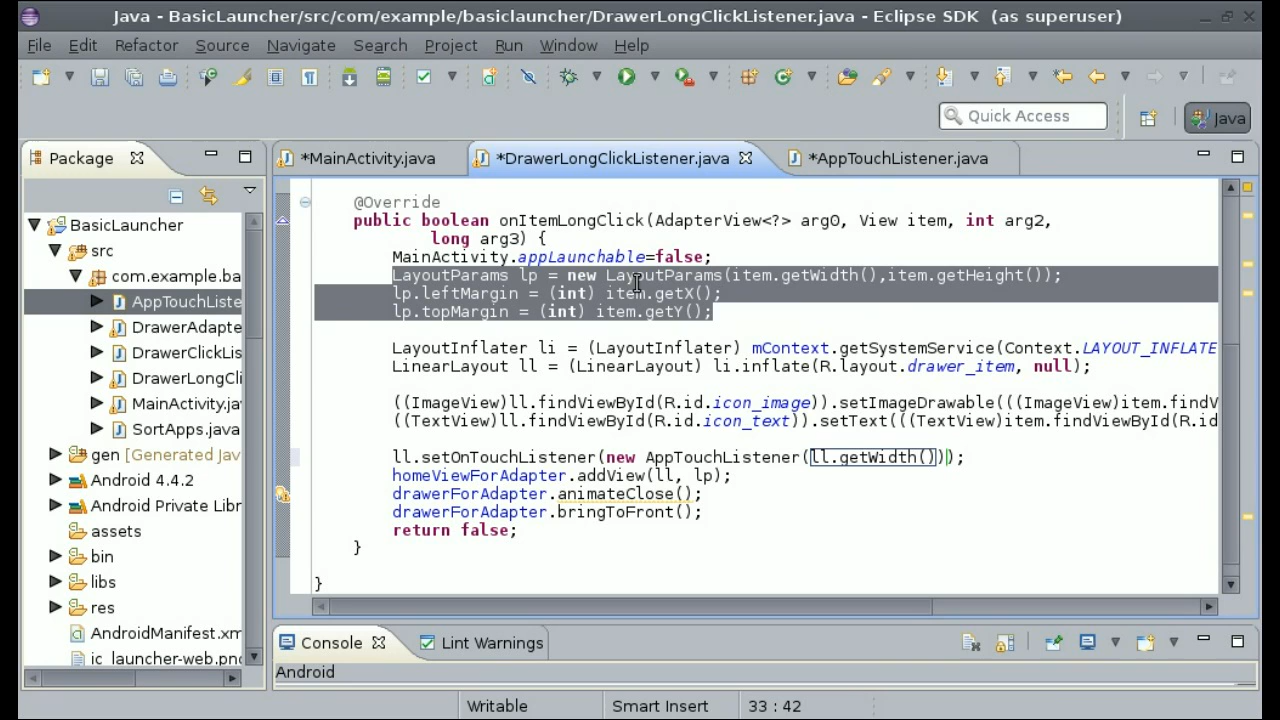 Java - BasicLauncher/src/com/example/basiclauncher/DrawerLongClickListener.java - Eclipse SDK (as superuser)
File Edit Refactor Source Navigate Search Project Run Window Help
Quick Access
Java
Package
*MainActivity.java
*DrawerLongClickListener.java
*AppTouchListener.java
BasicLauncher
src
com.example.ba
AppTouchListe
DrawerAdapte
DrawerClickLis
DrawerLongCli
MainActivity.ja
SortApps.java
gen [Generated Jav
Android 4.4.2
Android Private Libr
assets
bin
libs
res
AndroidManifest.xm
ic_launcher-web.png
@Override
public boolean onItemLongClick(AdapterView<?> arg0, View item, int arg2,
long arg3) {
MainActivity.appLaunchable=false;
LayoutParams lp = new LayoutParams(item.getWidth(),item.getHeight());
lp.leftMargin = (int) item.getX();
lp.topMargin = (int) item.getY();
LayoutInflater li = (LayoutInflater) mContext.getSystemService(Context.LAYOUT_INFLATE
LinearLayout ll = (LinearLayout) li.inflate(R.layout.drawer_item, null);
((ImageView)ll.findViewById(R.id.icon_image)).setImageDrawable(((ImageView)item.findV
((TextView)ll.findViewById(R.id.icon_text)).setText(((TextView)item.findViewById(R.id
ll.setOnTouchListener(new AppTouchListener(ll.getWidth()));
homeViewForAdapter.addView(ll, lp);
drawerForAdapter.animateClose();
drawerForAdapter.bringToFront();
return false;
}
}
Console
Lint Warnings
Android
Writable
Smart Insert
33 : 42